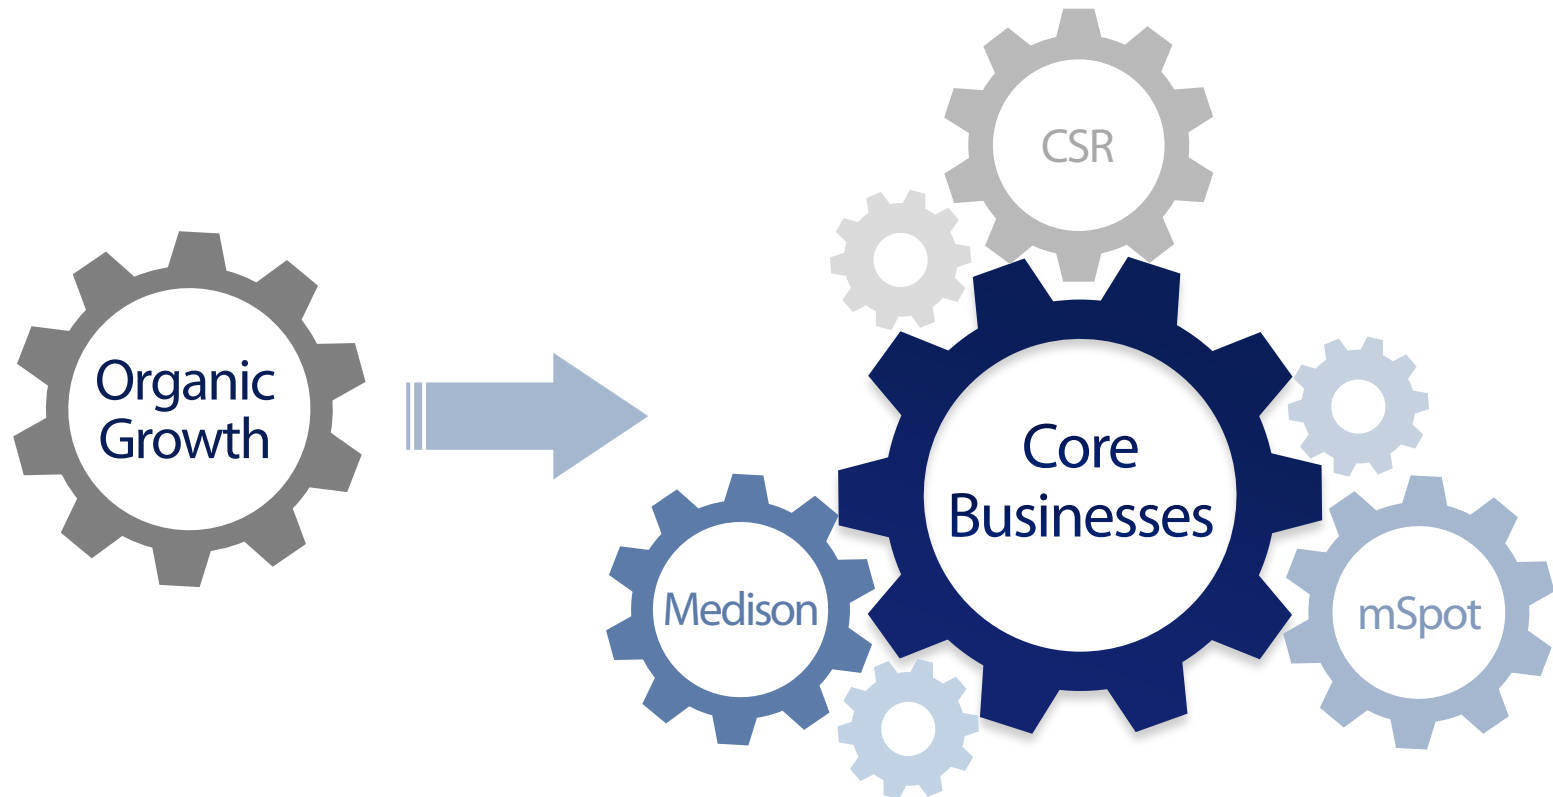 Organic
Growth
CSR
Core
Businesses
Medison
mSpot